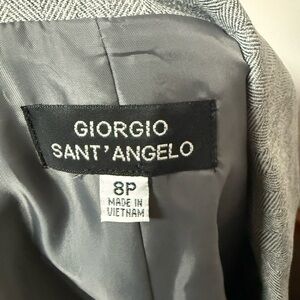 GIORGIO
SANT' ANGELO
8P
MADE IN
VIETNAM